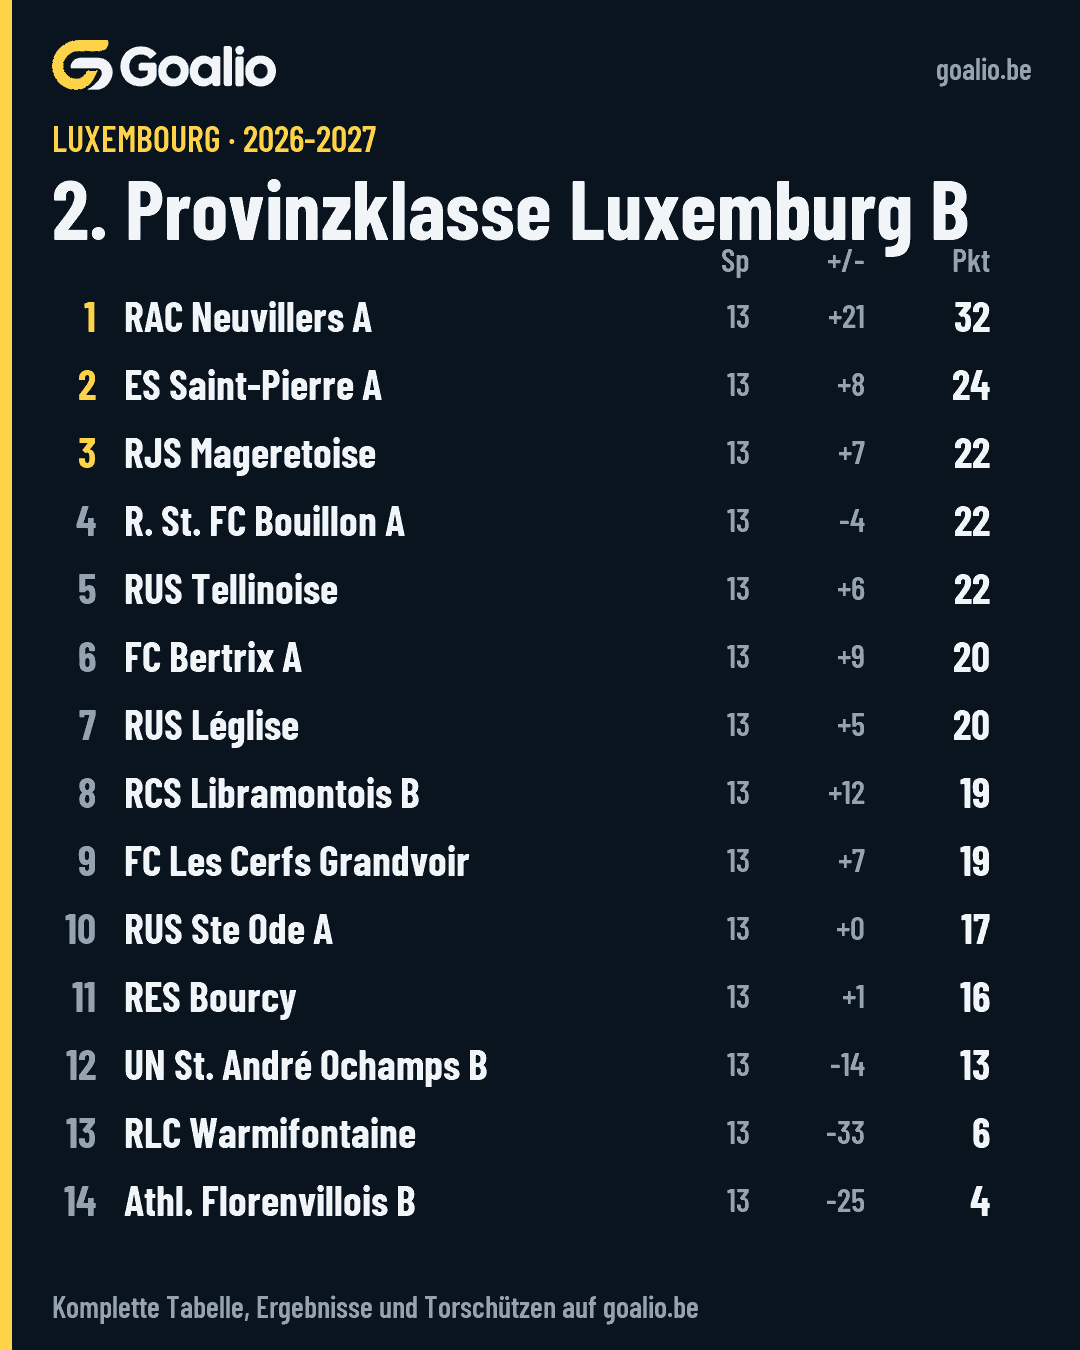 Goalio
goalio.be
LUXEMBOURG · 2026-2027
2. Provinzklasse Luxemburg B
Sp +/- Pkt
1 RAC Neuvillers A 13 +21 32
2 ES Saint-Pierre A 13 +8 24
3 RJS Mageretoise 13 +7 22
4 R. St. FC Bouillon A 13 -4 22
5 RUS Tellinoise 13 +6 22
6 FC Bertrix A 13 +9 20
7 RUS Léglise 13 +5 20
8 RCS Libramontois B 13 +12 19
9 FC Les Cerfs Grandvoir 13 +7 19
10 RUS Ste Ode A 13 +0 17
11 RES Bourcy 13 +1 16
12 UN St. André Ochamps B 13 -14 13
13 RLC Warmifontaine 13 -33 6
14 Athl. Florenvillois B 13 -25 4
Komplette Tabelle, Ergebnisse und Torschützen auf goalio.be